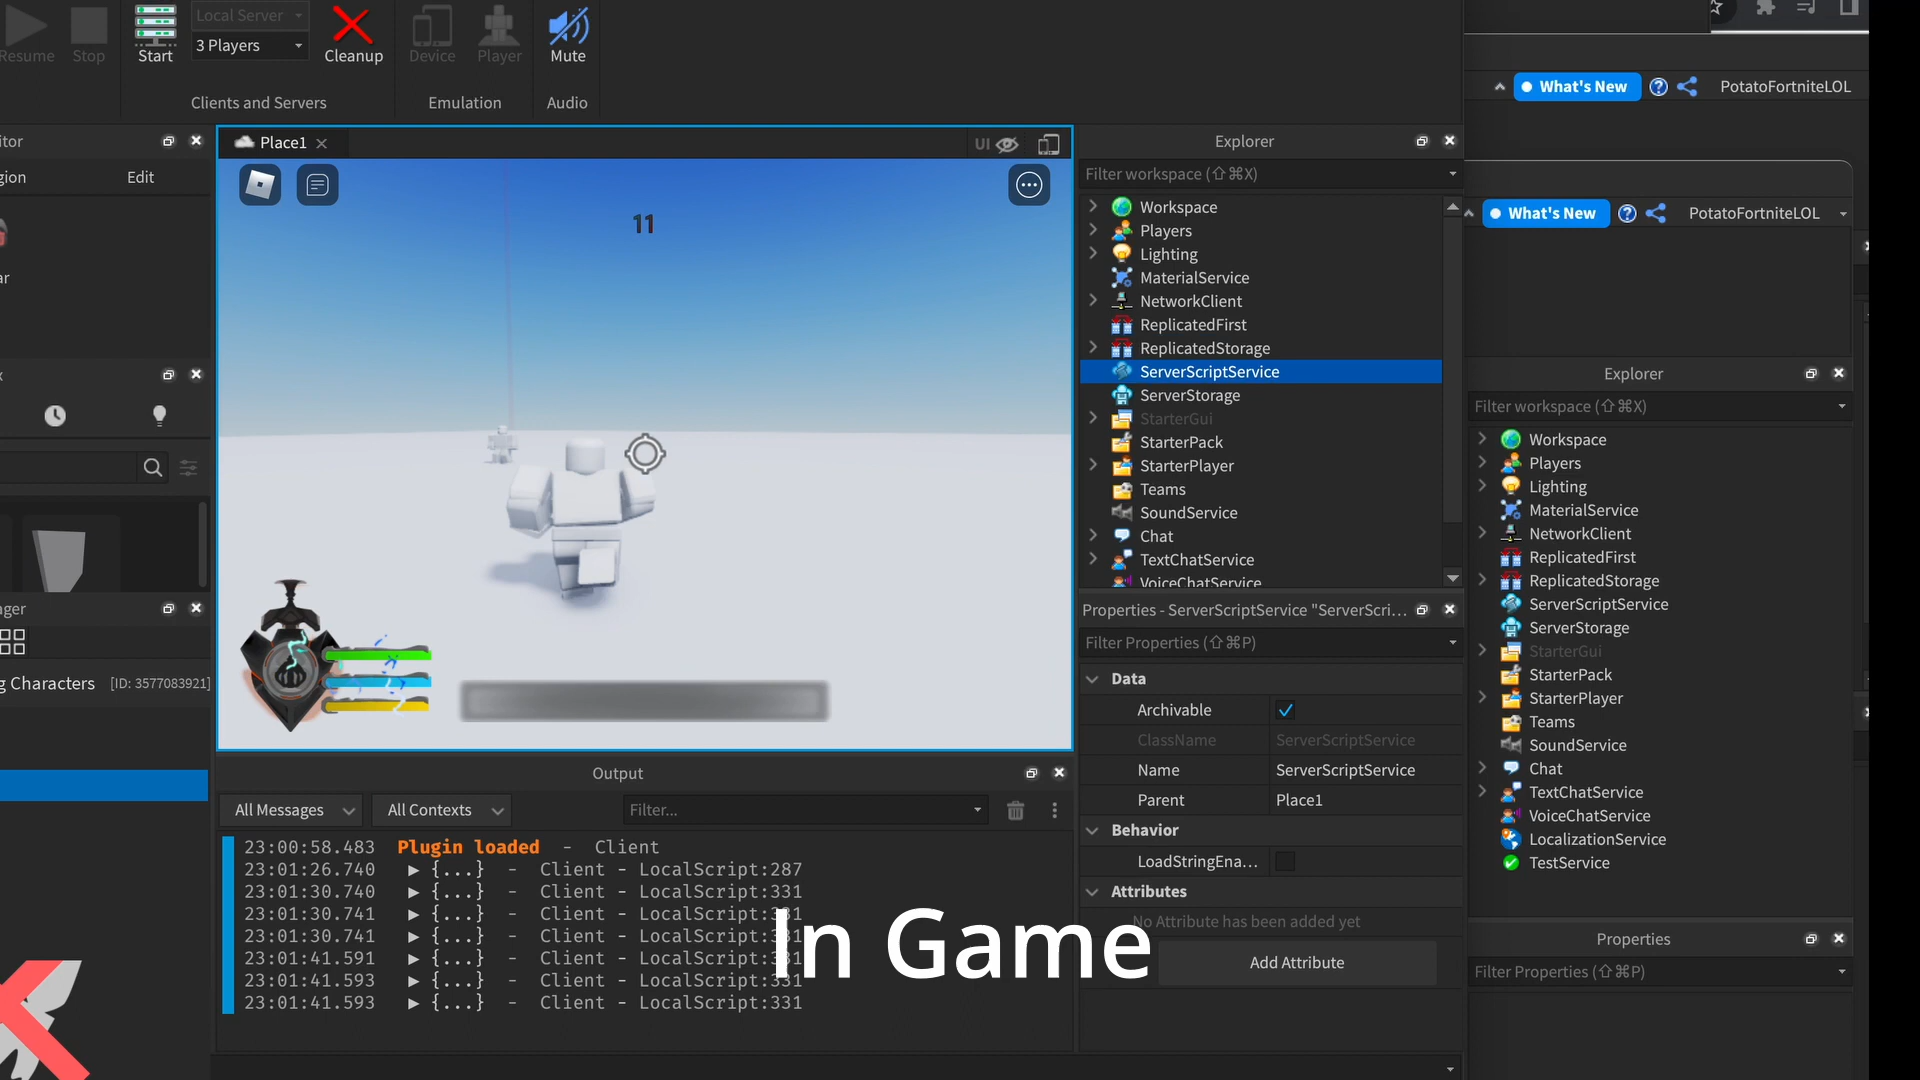 Resume
Stop
Start
Local Server
3 Players
Cleanup
Device
Player
Mute
Clients and Servers
Emulation
Audio
What's New
PotatoFortniteLOL
What's New
PotatoFortniteLOL
itor
gion
Edit
ar
x
ager
g Characters
[ID: 3577083921]
Place1
UI
11
Explorer
Filter workspace (⇧⌘X)
Workspace
Players
Lighting
MaterialService
NetworkClient
ReplicatedFirst
ReplicatedStorage
ServerScriptService
ServerStorage
StarterGui
StarterPack
StarterPlayer
Teams
SoundService
Chat
TextChatService
VoiceChatService
Properties - ServerScriptService "ServerScri...
Filter Properties (⇧⌘P)
Data
Archivable
ClassName ServerScriptService
Name ServerScriptService
Parent Place1
Behavior
LoadStringEna...
Attributes
No Attribute has been added yet
Add Attribute
Output
All Messages
All Contexts
Filter...
23:00:58.483 Plugin loaded - Client
23:01:26.740 ▶ {...} - Client - LocalScript:287
23:01:30.740 ▶ {...} - Client - LocalScript:331
23:01:30.741 ▶ {...} - Client - LocalScript:331
23:01:30.741 ▶ {...} - Client - LocalScript:331
23:01:41.591 ▶ {...} - Client - LocalScript:331
23:01:41.593 ▶ {...} - Client - LocalScript:331
23:01:41.593 ▶ {...} - Client - LocalScript:331
In Game
Explorer
Filter workspace (⇧⌘X)
Workspace
Players
Lighting
MaterialService
NetworkClient
ReplicatedFirst
ReplicatedStorage
ServerScriptService
ServerStorage
StarterGui
StarterPack
StarterPlayer
Teams
SoundService
Chat
TextChatService
VoiceChatService
LocalizationService
TestService
Properties
Filter Properties (⇧⌘P)